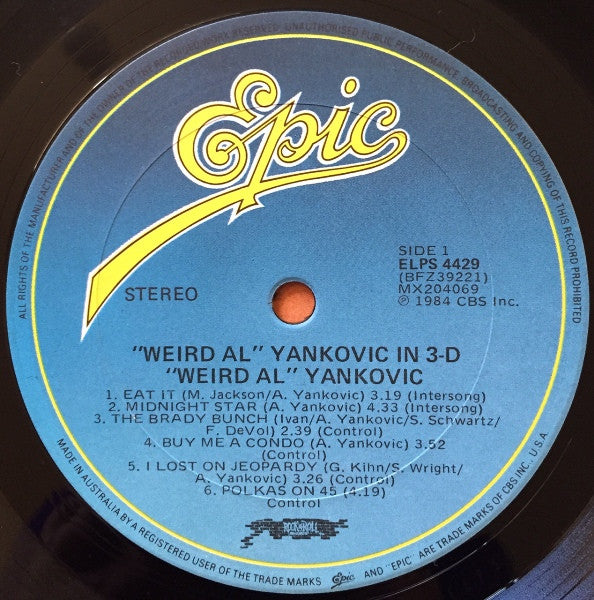 ALL RIGHTS OF THE MANUFACTURER AND OF THE OWNER OF THE RECORDED WORK RESERVED. UNAUTHORISED PUBLIC PERFORMANCE, BROADCASTING AND COPYING OF THIS RECORD PROHIBITED
Epic
STEREO
SIDE 1
ELPS 4429
(BFZ39221)
MX204069
℗ 1984 CBS Inc.
"WEIRD AL" YANKOVIC IN 3-D
"WEIRD AL" YANKOVIC
1. EAT IT (M. Jackson/A. Yankovic) 3.19 (Intersong)
2. MIDNIGHT STAR (A. Yankovic) 4.33 (Intersong)
3. THE BRADY BUNCH (Ivan/A. Yankovic/S. Schwartz/
F. DeVol) 2.39 (Control)
4. BUY ME A CONDO (A. Yankovic) 3.52
(Control)
5. I LOST ON JEOPARDY (G. Kihn/S. Wright/
A. Yankovic) 3.26 (Control)
6. POLKAS ON 45 (4.19)
Control
ROCK'N'ROLL
MADE IN AUSTRALIA BY A REGISTERED USER OF THE TRADE MARKS Epic AND "EPIC" ARE TRADE MARKS OF CBS INC. U.S.A